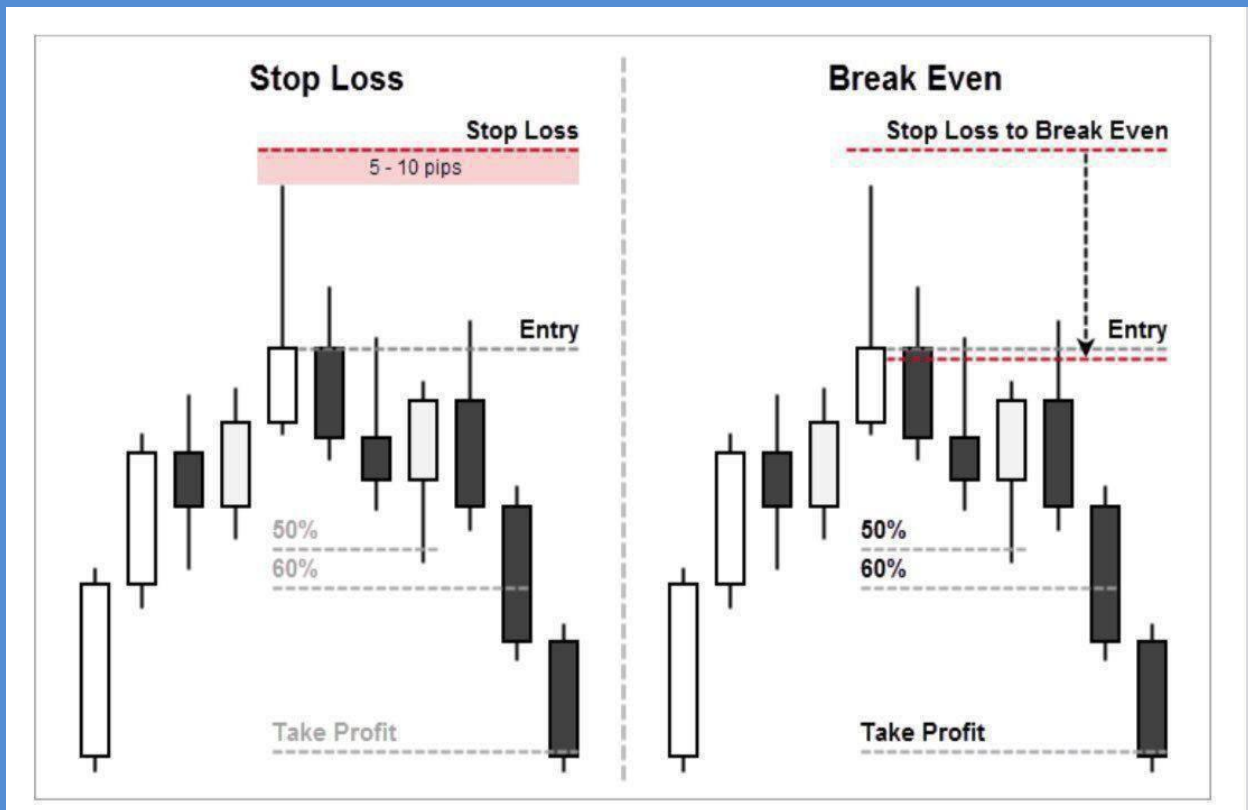 Stop Loss
Stop Loss
5 - 10 pips
Entry
50%
60%
Take Profit
Break Even
Stop Loss to Break Even
Entry
50%
60%
Take Profit